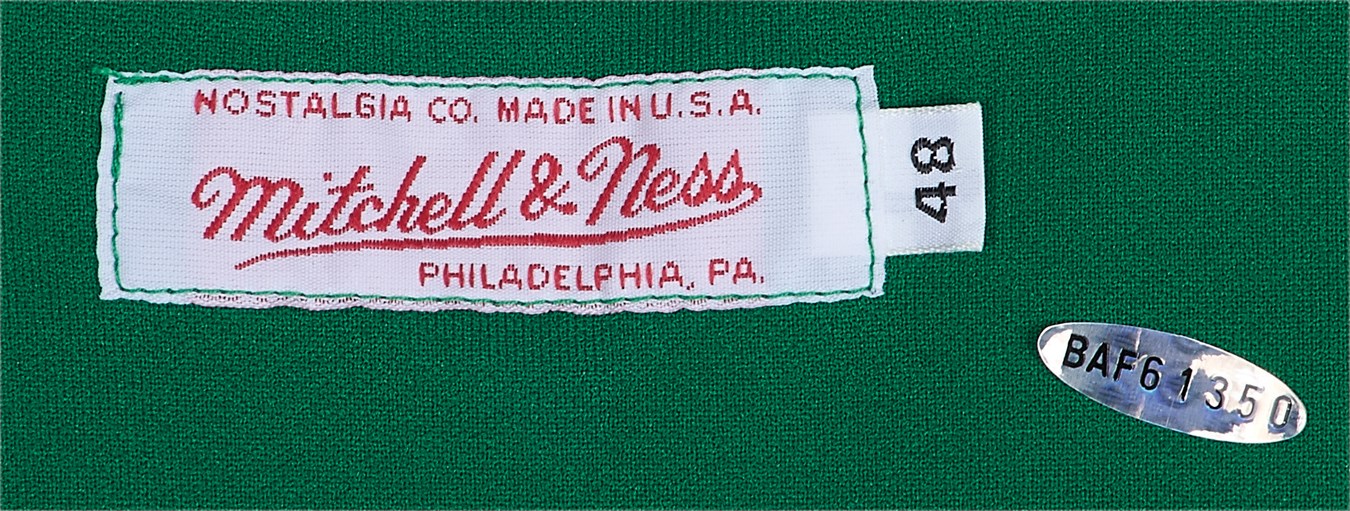 NOSTALGIA CO. MADE IN U.S.A.
Mitchell & Ness
PHILADELPHIA, PA.
48
BAF61350